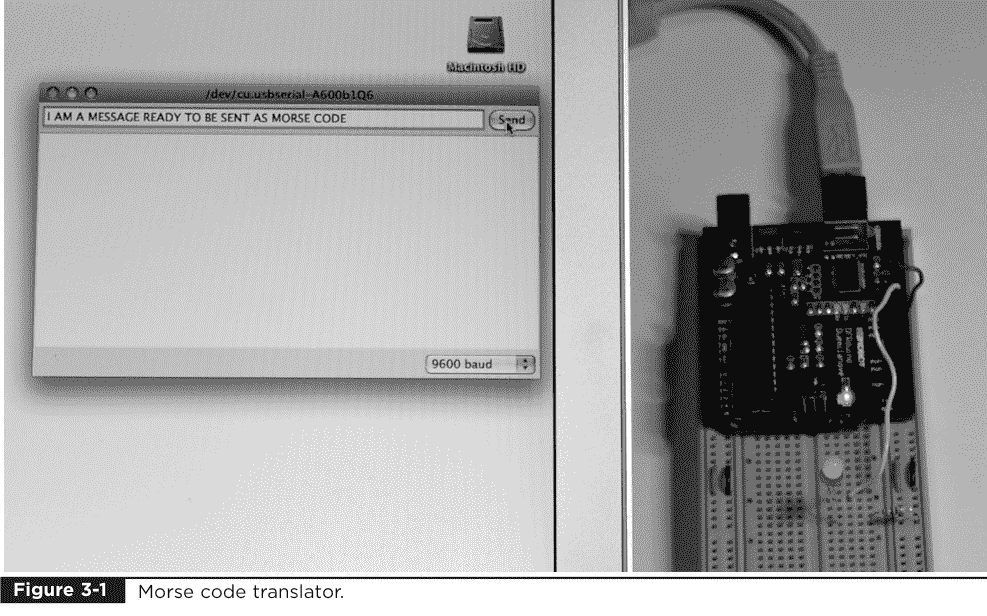 Macintosh HD
/dev/cu.usbserial-A600b1Q6
I AM A MESSAGE READY TO BE SENT AS MORSE CODE
Send
9600 baud
Figure 3-1 Morse code translator.